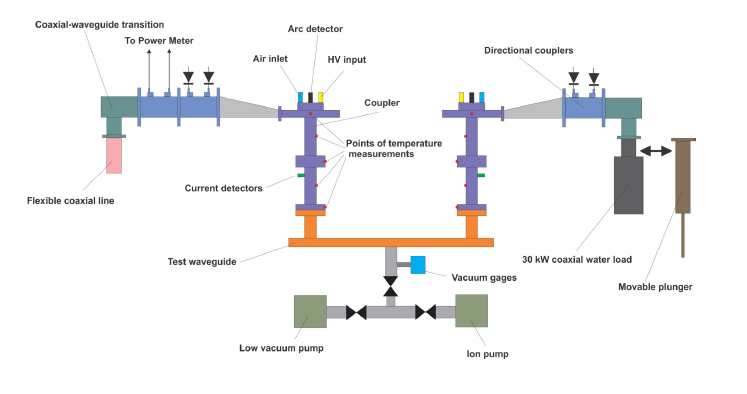 Coaxial-waveguide transition
To Power Meter
Arc detector
Air inlet
HV input
Directional couplers
Coupler
Points of temperature
measurements
Current detectors
Flexible coaxial line
Test waveguide
30 kW coaxial water load
Vacuum gages
Movable plunger
Low vacuum pump
Ion pump